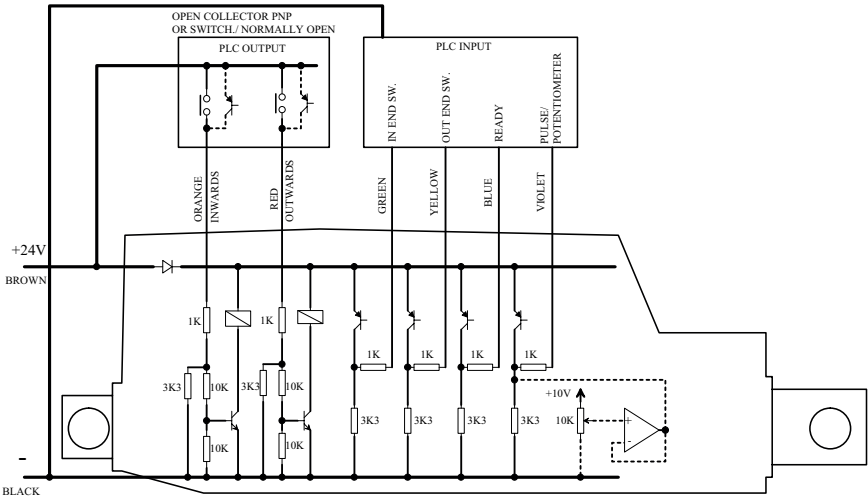 OPEN COLLECTOR PNP
OR SWITCH./ NORMALLY OPEN
PLC OUTPUT
PLC INPUT
IN END SW.
OUT END SW.
READY
PULSE/
POTENTIOMETER
ORANGE
INWARDS
RED
OUTWARDS
GREEN
YELLOW
BLUE
VIOLET
+24V
BROWN
1K
1K
1K
1K
1K
1K
3K3
10K
3K3
10K
10K
10K
3K3
3K3
3K3
3K3
+10V
10K
+
-
-
BLACK